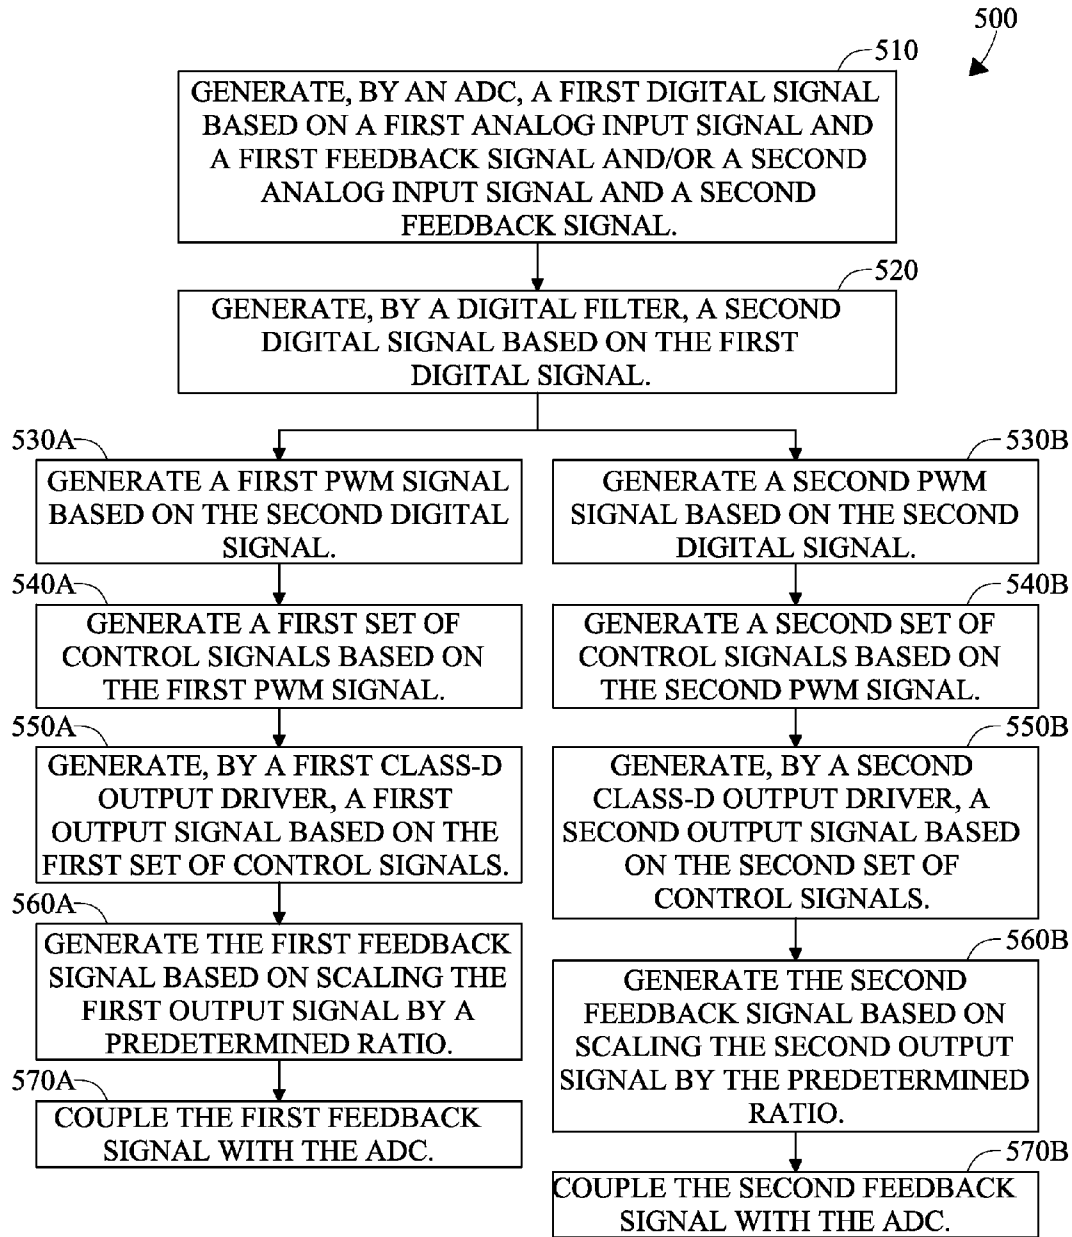 500
510
GENERATE, BY AN ADC, A FIRST DIGITAL SIGNAL
BASED ON A FIRST ANALOG INPUT SIGNAL AND
A FIRST FEEDBACK SIGNAL AND/OR A SECOND
ANALOG INPUT SIGNAL AND A SECOND
FEEDBACK SIGNAL.
520
GENERATE, BY A DIGITAL FILTER, A SECOND
DIGITAL SIGNAL BASED ON THE FIRST
DIGITAL SIGNAL.
530A
GENERATE A FIRST PWM SIGNAL
BASED ON THE SECOND DIGITAL
SIGNAL.
540A
GENERATE A FIRST SET OF
CONTROL SIGNALS BASED ON
THE FIRST PWM SIGNAL.
550A
GENERATE, BY A FIRST CLASS-D
OUTPUT DRIVER, A FIRST
OUTPUT SIGNAL BASED ON THE
FIRST SET OF CONTROL SIGNALS.
560A
GENERATE THE FIRST FEEDBACK
SIGNAL BASED ON SCALING THE
FIRST OUTPUT SIGNAL BY A
PREDETERMINED RATIO.
570A
COUPLE THE FIRST FEEDBACK
SIGNAL WITH THE ADC.
530B
GENERATE A SECOND PWM
SIGNAL BASED ON THE SECOND
DIGITAL SIGNAL.
540B
GENERATE A SECOND SET OF
CONTROL SIGNALS BASED ON
THE SECOND PWM SIGNAL.
550B
GENERATE, BY A SECOND
CLASS-D OUTPUT DRIVER, A
SECOND OUTPUT SIGNAL BASED
ON THE SECOND SET OF
CONTROL SIGNALS.
560B
GENERATE THE SECOND
FEEDBACK SIGNAL BASED ON
SCALING THE SECOND OUTPUT
SIGNAL BY THE PREDETERMINED
RATIO.
570B
COUPLE THE SECOND FEEDBACK
SIGNAL WITH THE ADC.